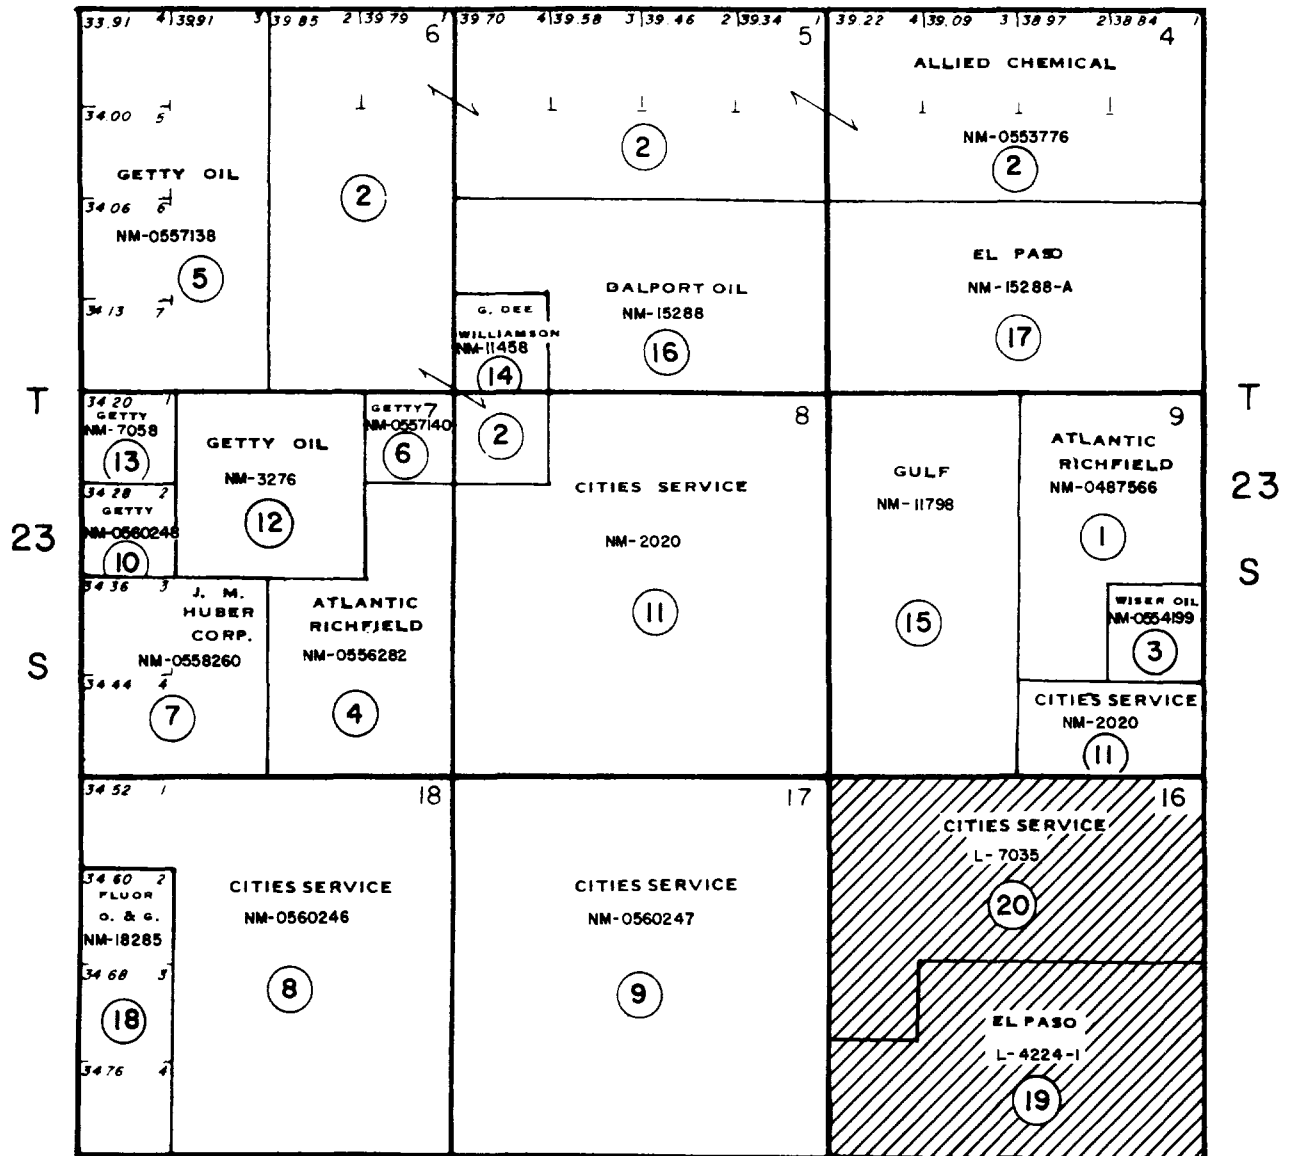 33.91 4 39.91 3 39.85 2 39.79 1 39.70 4 39.58 3 39.46 2 39.34 1 39.22 4 39.09 3 38.97 2 38.84 1
6 5 4
ALLIED CHEMICAL
NM-0553776
2
34.00 5
2
GETTY OIL
34.06 6
NM-0557138
5
2
34 13 7
EL PASO
NM-15288-A
17
DALPORT OIL
NM-15288
16
G. DEE
WILLIAMSON
NM-11458
14
T
23
S
34 20 1
GETTY
NM-7058
13
34 28 2
GETTY
NM-0560248
10
GETTY OIL
NM-3276
12
GETTY 7
NM-0557140
6
2
8
CITIES SERVICE
NM-2020
11
GULF
NM-11798
15
9
ATLANTIC
RICHFIELD
NM-0487566
1
WISER OIL
NM-0554199
3
CITIES SERVICE
NM-2020
11
T
23
S
34 36 3
J. M.
HUBER
CORP.
NM-0558260
34 44 4
7
ATLANTIC
RICHFIELD
NM-0556282
4
34 52 1
18
34 60 2
FLUOR
O. & G.
NM-18285
34 68 3
18
34 76 4
CITIES SERVICE
NM-0560246
8
17
CITIES SERVICE
NM-0560247
9
16
CITIES SERVICE
L-7035
20
EL PASO
L-4224-1
19